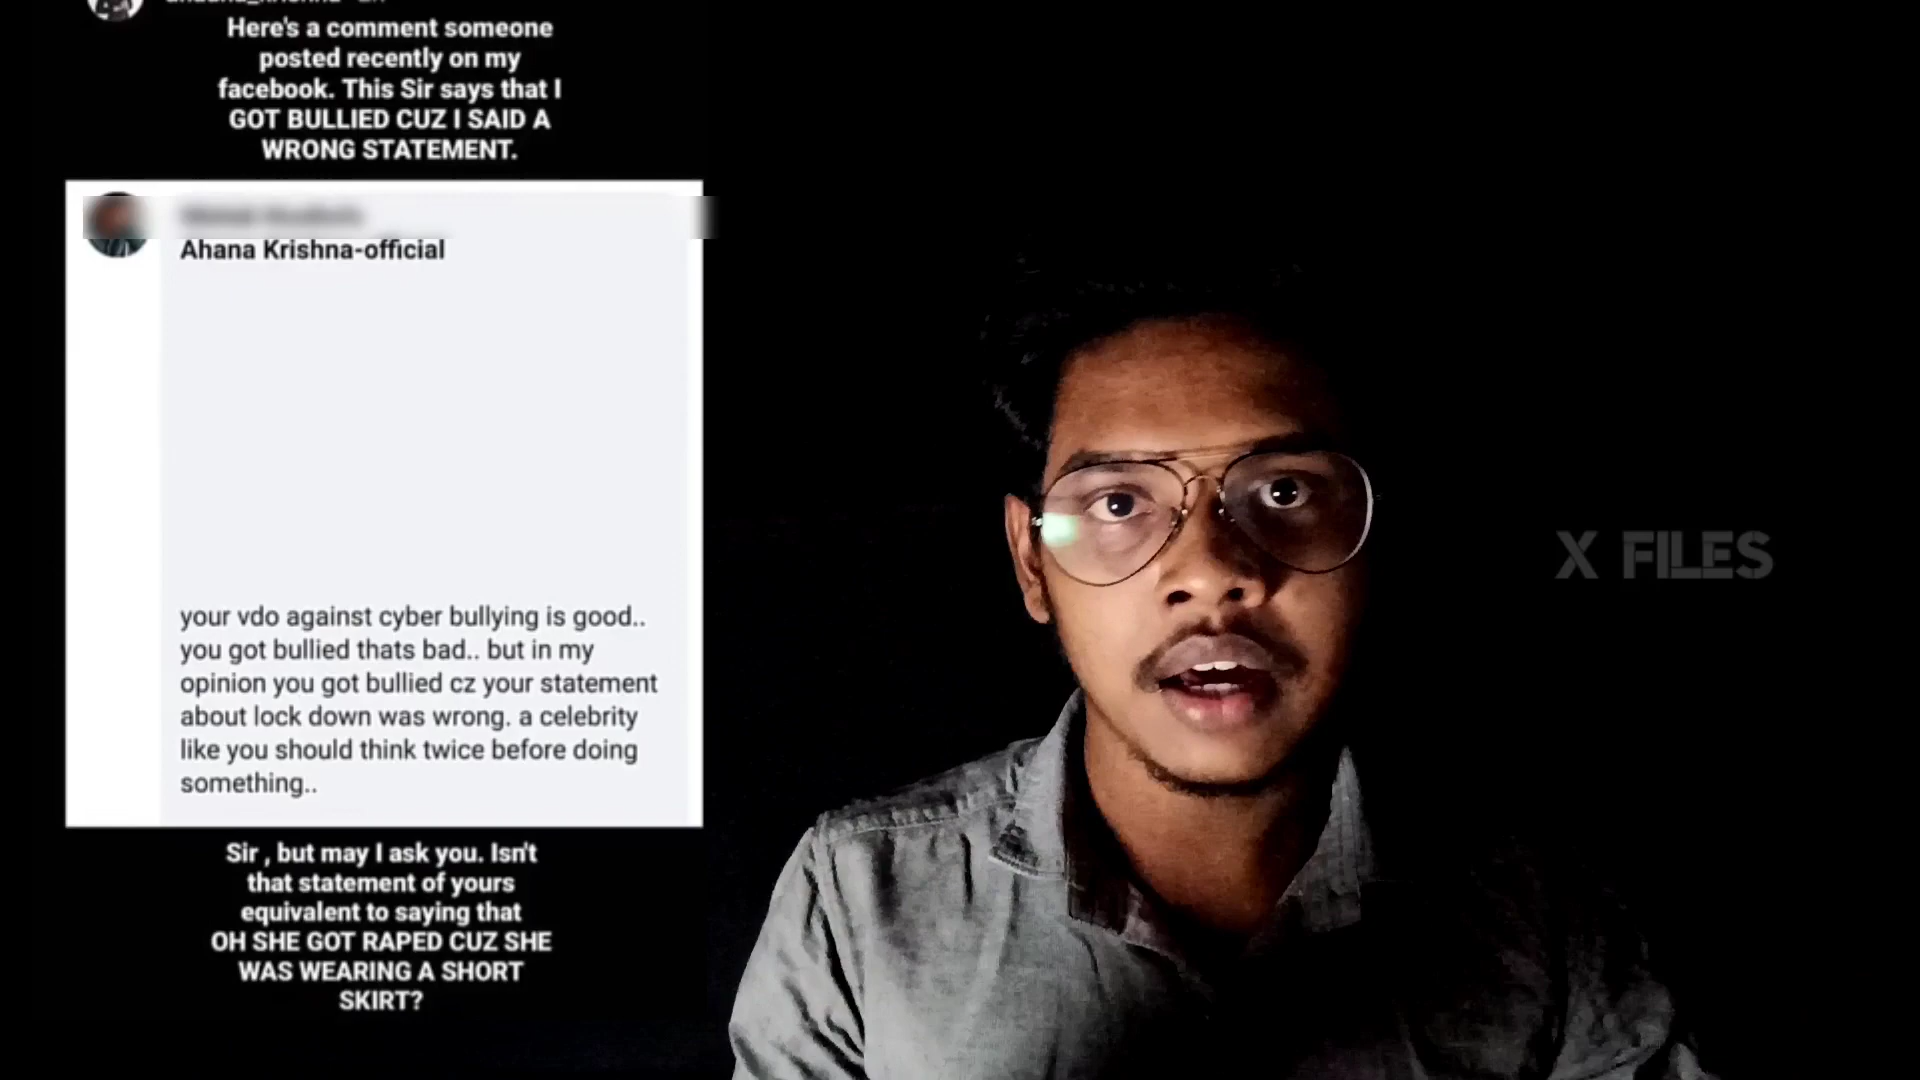 Here's a comment someone
posted recently on my
facebook. This Sir says that I
GOT BULLIED CUZ I SAID A
WRONG STATEMENT.
Ahana Krishna-official
your vdo against cyber bullying is good..
you got bullied thats bad.. but in my
opinion you got bullied cz your statement
about lock down was wrong. a celebrity
like you should think twice before doing
something..
Sir , but may I ask you. Isn't
that statement of yours
equivalent to saying that
OH SHE GOT RAPED CUZ SHE
WAS WEARING A SHORT
SKIRT?
X FILES